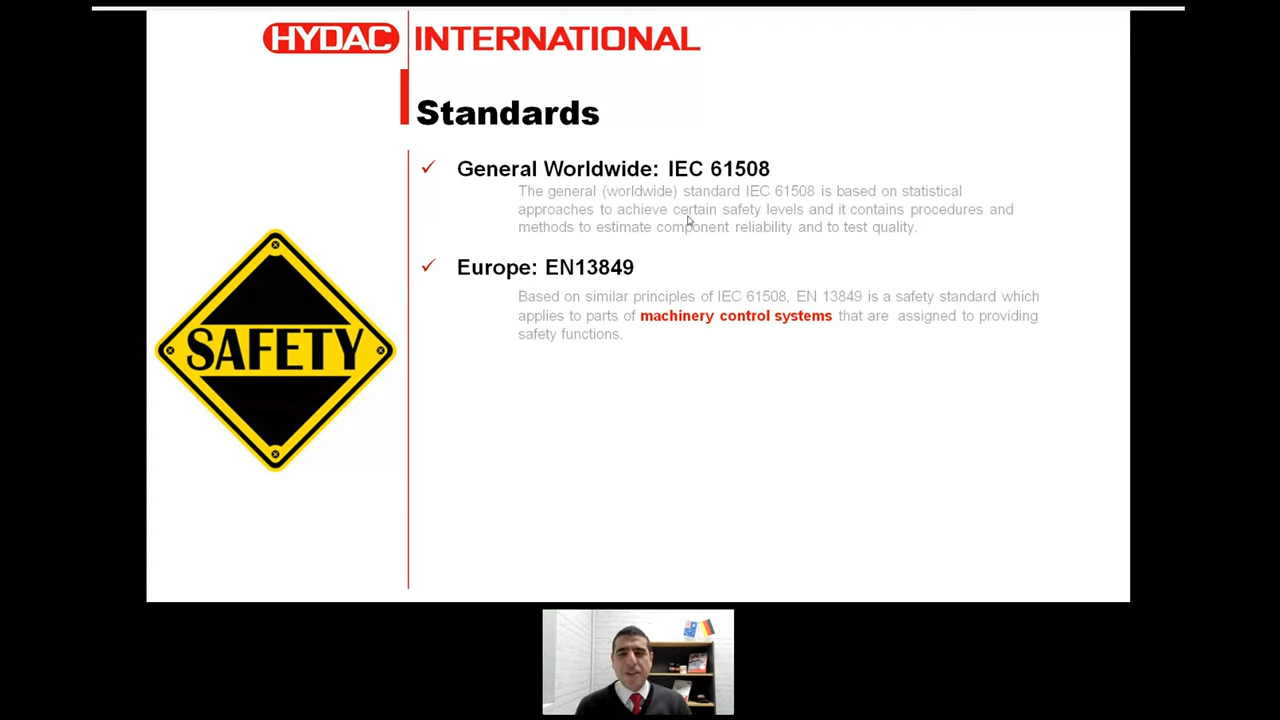 HYDAC INTERNATIONAL
Standards
General Worldwide: IEC 61508
The general (worldwide) standard IEC 61508 is based on statistical
approaches to achieve certain safety levels and it contains procedures and
methods to estimate component reliability and to test quality.
Europe: EN13849
Based on similar principles of IEC 61508, EN 13849 is a safety standard which
applies to parts of machinery control systems that are assigned to providing
safety functions.
SAFETY